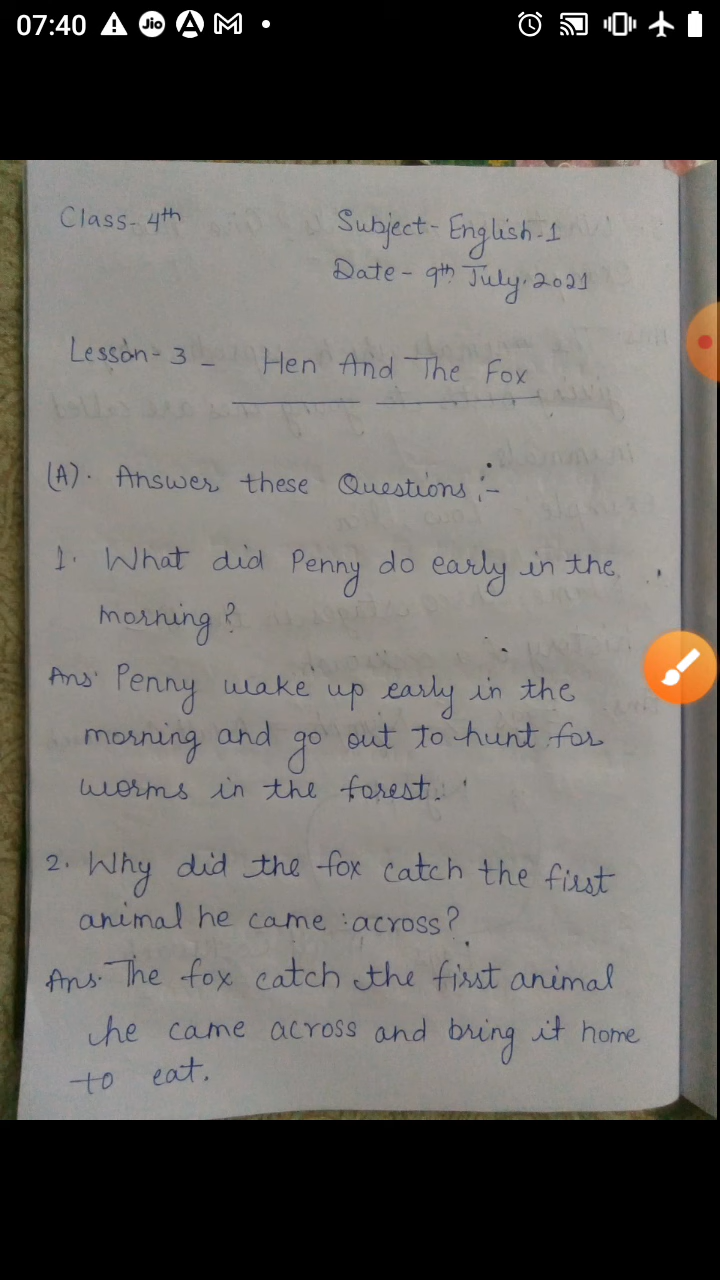 07:40
Jio
Class- 4th
Subject- English-1
Date - 9th July. 2021
Lesson- 3 - Hen And The Fox
(A). Answer these Questions :-
1. What did Penny do early in the
morning?
Ans. Penny wake up early in the
morning and go out to hunt for
worms in the forest.
2. Why did the fox catch the first
animal he came across?
Ans. The fox catch the first animal
he came across and bring it home
to eat.